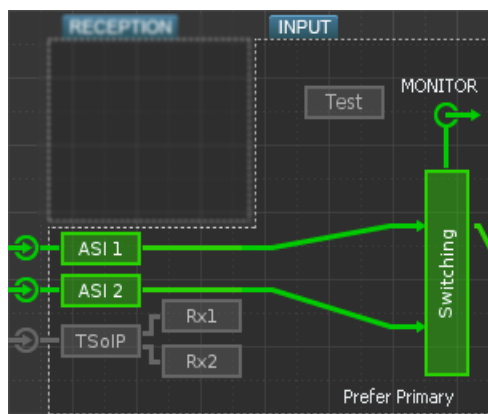 RECEPTION
INPUT
MONITOR
Test
ASI 1
ASI 2
TSoIP
Rx1
Rx2
Switching
Prefer Primary